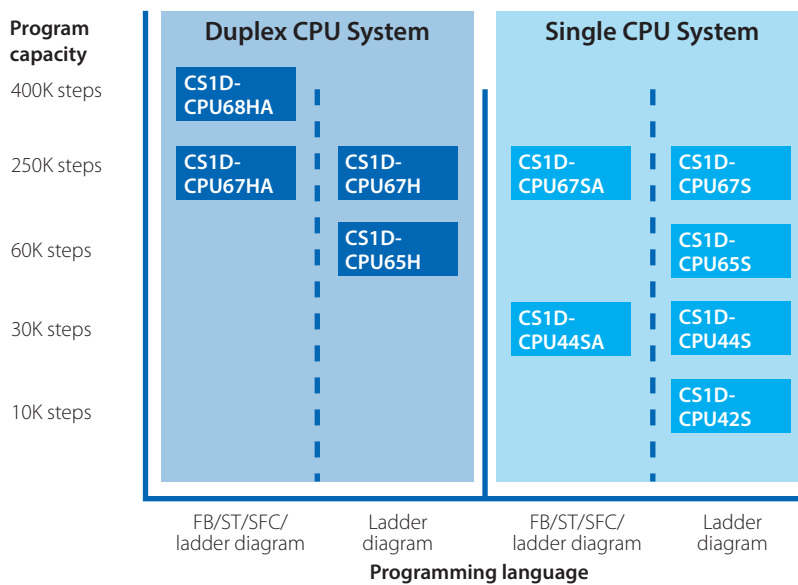 Program
capacity
Duplex CPU System
Single CPU System
400K steps
CS1D-
CPU68HA
250K steps
CS1D-
CPU67HA
CS1D-
CPU67H
CS1D-
CPU67SA
CS1D-
CPU67S
60K steps
CS1D-
CPU65H
CS1D-
CPU65S
30K steps
CS1D-
CPU44SA
CS1D-
CPU44S
10K steps
CS1D-
CPU42S
FB/ST/SFC/
ladder diagram
Ladder
diagram
FB/ST/SFC/
ladder diagram
Ladder
diagram
Programming language